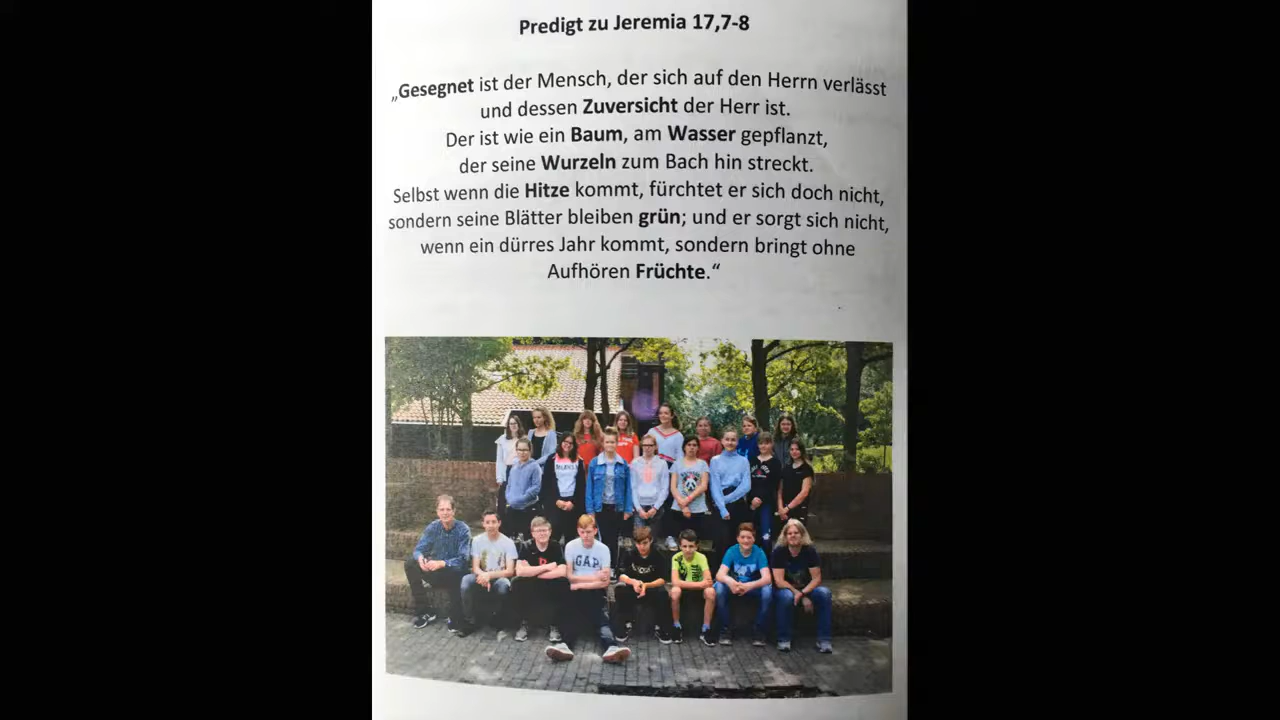 Predigt zu Jeremia 17,7-8
„Gesegnet ist der Mensch, der sich auf den Herrn verlässt
und dessen Zuversicht der Herr ist.
Der ist wie ein Baum, am Wasser gepflanzt,
der seine Wurzeln zum Bach hin streckt.
Selbst wenn die Hitze kommt, fürchtet er sich doch nicht,
sondern seine Blätter bleiben grün; und er sorgt sich nicht,
wenn ein dürres Jahr kommt, sondern bringt ohne
Aufhören Früchte.“
GAP